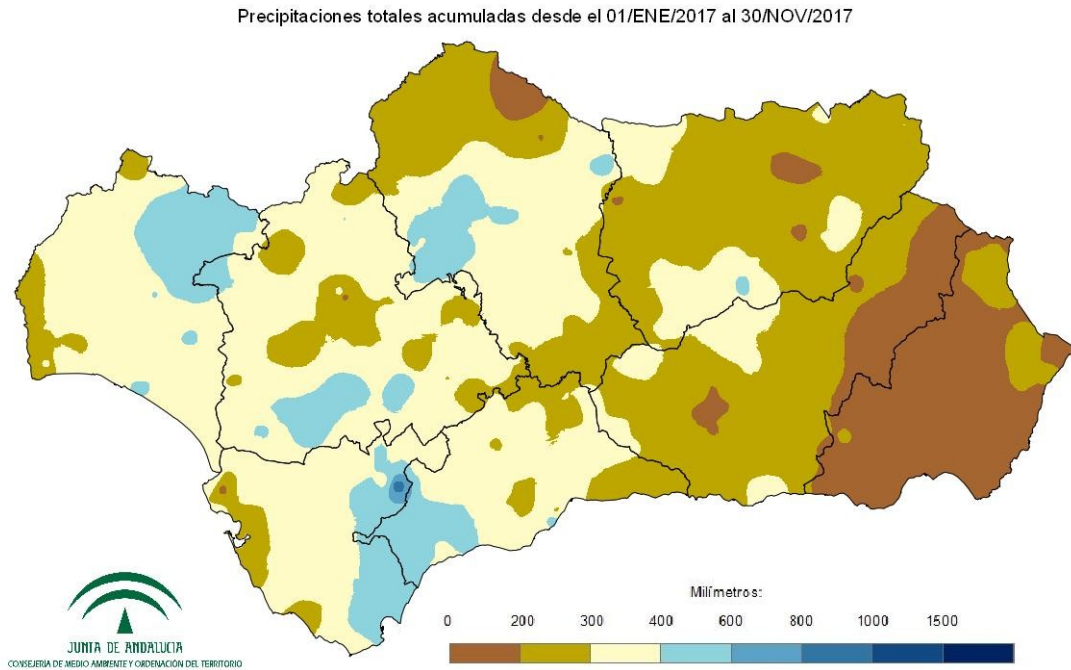 Precipitaciones totales acumuladas desde el 01/ENE/2017 al 30/NOV/2017
Milímetros:
0 200 300 400 600 800 1000 1500
JUNTA DE ANDALUCIA
CONSEJERÍA DE MEDIO AMBIENTE Y ORDENACIÓN DEL TERRITORIO